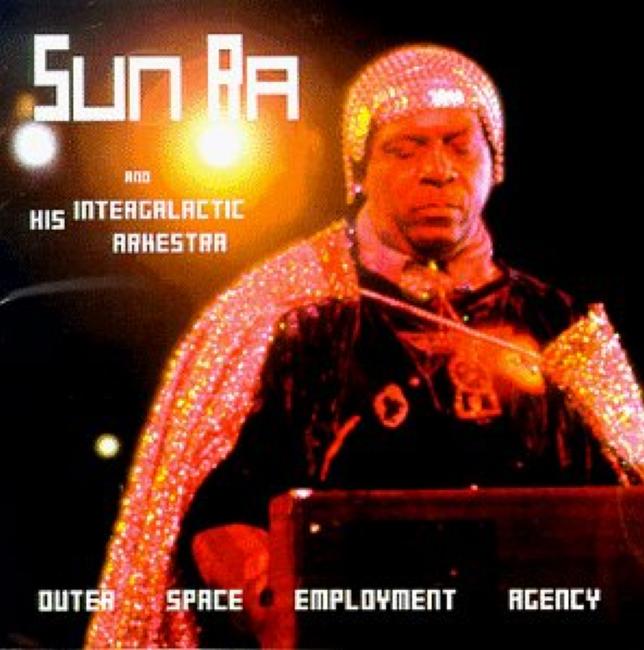 Sun Ra
AND
HIS INTERGALACTIC
ARKESTRA
OUTER SPACE EMPLOYMENT AGENCY